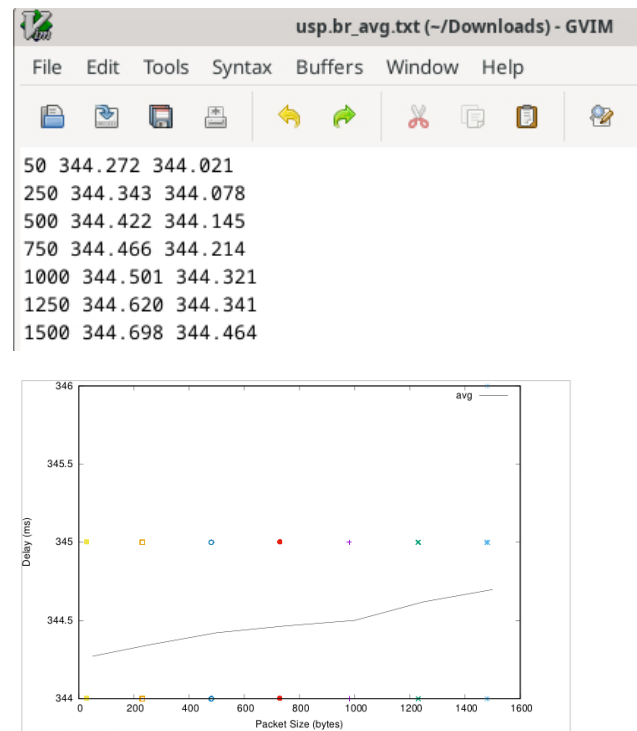 usp.br_avg.txt (~/Downloads) - GVIM
File Edit Tools Syntax Buffers Window Help
50 344.272 344.021
250 344.343 344.078
500 344.422 344.145
750 344.466 344.214
1000 344.501 344.321
1250 344.620 344.341
1500 344.698 344.464
346
avg
345.5
345
344.5
344
Delay (ms)
0 200 400 600 800 1000 1200 1400 1600
Packet Size (bytes)